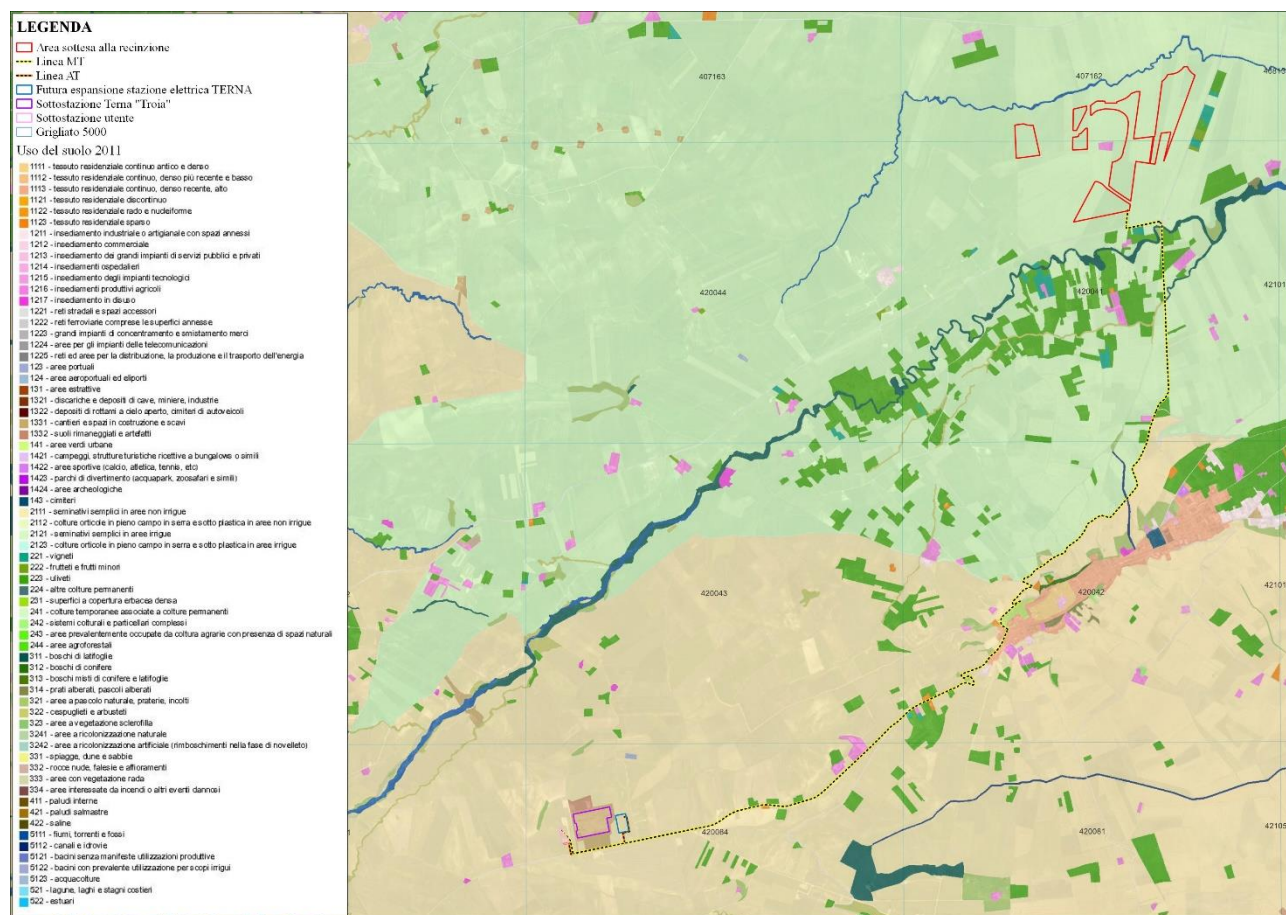 LEGENDA
Area sottesa alla recinzione
Linea MT
Linea AT
Futura espansione stazione elettrica TERNA
Sottostazione Terna "Troia"
Sottostazione utente
Grigliato 5000
Uso del suolo 2011
1111 - tessuto residenziale continuo antico e denso
1112 - tessuto residenziale continuo, denso più recente e basso
1113 - tessuto residenziale continuo, denso recente, alto
1121 - tessuto residenziale discontinuo
1122 - tessuto residenziale rado e nucleiforme
1123 - tessuto residenziale sparso
1211 - insediamento industriale o artigianale con spazi annessi
1212 - insediamento commerciale
1213 - insediamento dei grandi impianti di servizi pubblici e privati
1214 - insediamenti ospedalieri
1215 - insediamento degli impianti tecnologici
1216 - insediamenti produttivi agricoli
1217 - insediamento in disuso
1221 - reti stradali e spazi accessori
1222 - reti ferroviarie comprese le superfici annesse
1223 - grandi impianti di concentramento e smistamento merci
1224 - aree per gli impianti delle telecomunicazioni
1225 - reti ed aree per la distribuzione, la produzione e il trasporto dell'energia
123 - aree portuali
124 - aree aeroportuali ed eliporti
131 - aree estrattive
1321 - discariche e depositi di cave, miniere, industrie
1322 - depositi di rottami a cielo aperto, cimiteri di autoveicoli
1331 - cantieri e spazi in costruzione e scavi
1332 - suoli rimaneggiati e artefatti
141 - aree verdi urbane
1421 - campeggi, strutture turistiche ricettive a bungalows o simili
1422 - aree sportive (calcio, atletica, tennis, etc)
1423 - parchi di divertimento (acquapark, zoosafari e simili)
1424 - aree archeologiche
143 - cimiteri
2111 - seminativi semplici in aree non irrigue
2112 - colture orticole in pieno campo in serra e sotto plastica in aree non irrigue
2121 - seminativi semplici in aree irrigue
2123 - colture orticole in pieno campo in serra e sotto plastica in aree irrigue
221 - vigneti
222 - frutteti e frutti minori
223 - uliveti
224 - altre colture permanenti
231 - superfici a copertura erbacea densa
241 - colture temporanee associate a colture permanenti
242 - sistemi colturali e particellari complessi
243 - aree prevalentemente occupate da coltura agrarie con presenza di spazi naturali
244 - aree agroforestali
311 - boschi di latifoglie
312 - boschi di conifere
313 - boschi misti di conifere e latifoglie
314 - prati alberati, pascoli alberati
321 - aree a pascolo naturale, praterie, incolti
322 - cespuglieti e arbusteti
323 - aree a vegetazione sclerofilla
3241 - aree a ricolonizzazione naturale
3242 - aree a ricolonizzazione artificiale (rimboschimenti nella fase di novelleto)
331 - spiagge, dune e sabbie
332 - rocce nude, falesie e affioramenti
333 - aree con vegetazione rada
334 - aree interessate da incendi o altri eventi dannosi
411 - paludi interne
421 - paludi salmastre
422 - saline
5111 - fiumi, torrenti e fossi
5112 - canali e idrovie
5121 - bacini senza manifeste utilizzazioni produttive
5122 - bacini con prevalente utilizzazione per scopi irrigui
5123 - acquacolture
521 - lagune, laghi e stagni costieri
522 - estuari
407163
407162
420044
420041
42101
420043
420042
42101
420084
420081
42105